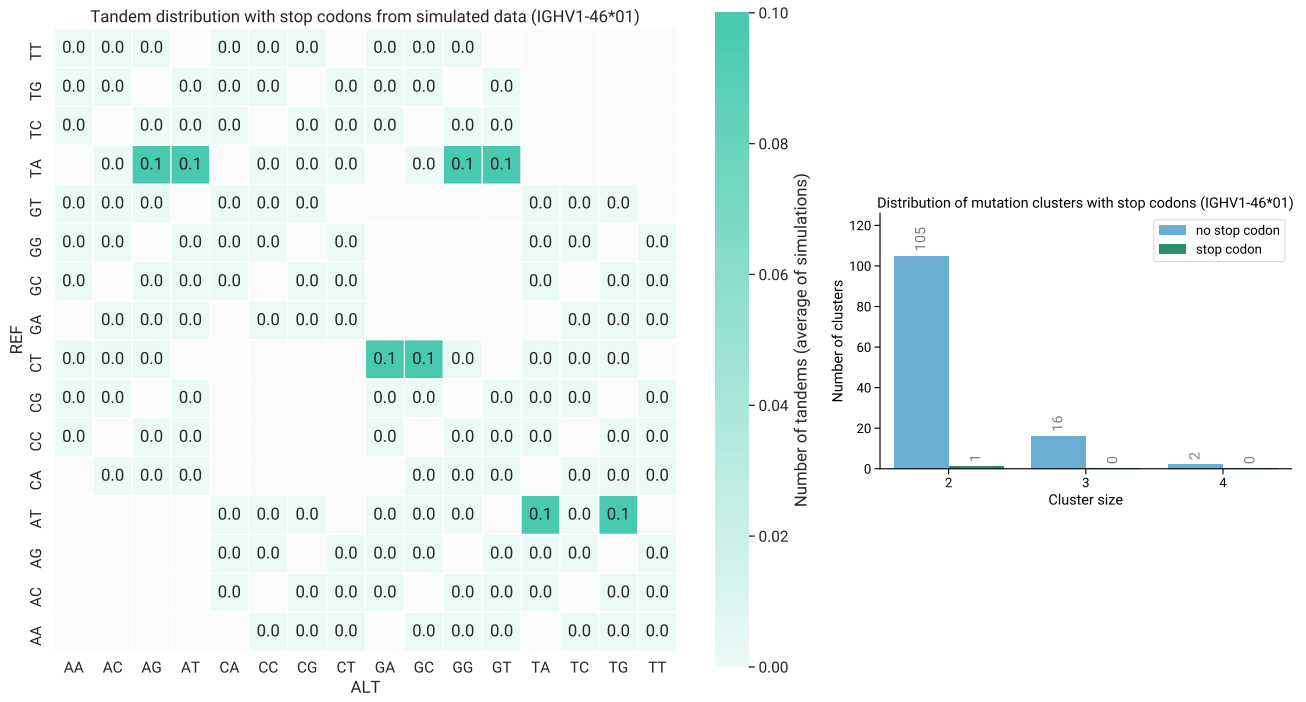 Tandem distribution with stop codons from simulated data (IGHV1-46*01)
TT 0.0 0.0 0.0 0.0 0.0 0.0 0.0 0.0 0.0
TG 0.0 0.0 0.0 0.0 0.0 0.0 0.0 0.0 0.0
TC 0.0 0.0 0.0 0.0 0.0 0.0 0.0 0.0 0.0
TA 0.0 0.1 0.1 0.0 0.0 0.0 0.0 0.1 0.1
GT 0.0 0.0 0.0 0.0 0.0 0.0 0.0 0.0 0.0
GG 0.0 0.0 0.0 0.0 0.0 0.0 0.0 0.0 0.0
GC 0.0 0.0 0.0 0.0 0.0 0.0 0.0 0.0 0.0
GA 0.0 0.0 0.0 0.0 0.0 0.0 0.0 0.0 0.0
CT 0.0 0.0 0.0 0.1 0.1 0.0 0.0 0.0 0.0
CG 0.0 0.0 0.0 0.0 0.0 0.0 0.0 0.0 0.0
CC 0.0 0.0 0.0 0.0 0.0 0.0 0.0 0.0 0.0
CA 0.0 0.0 0.0 0.0 0.0 0.0 0.0 0.0 0.0
AT 0.0 0.0 0.0 0.0 0.0 0.0 0.1 0.0 0.1
AG 0.0 0.0 0.0 0.0 0.0 0.0 0.0 0.0 0.0
AC 0.0 0.0 0.0 0.0 0.0 0.0 0.0 0.0 0.0
AA 0.0 0.0 0.0 0.0 0.0 0.0 0.0 0.0 0.0
AA AC AG AT CA CC CG CT GA GC GG GT TA TC TG TT
REF
ALT
0.10
0.08
0.06
0.04
0.02
0.00
Number of tandems (average of simulations)
Distribution of mutation clusters with stop codons (IGHV1-46*01)
no stop codon
stop codon
120
100
80
60
40
20
0
Number of clusters
105
1
16
0
2
0
2 3 4
Cluster size